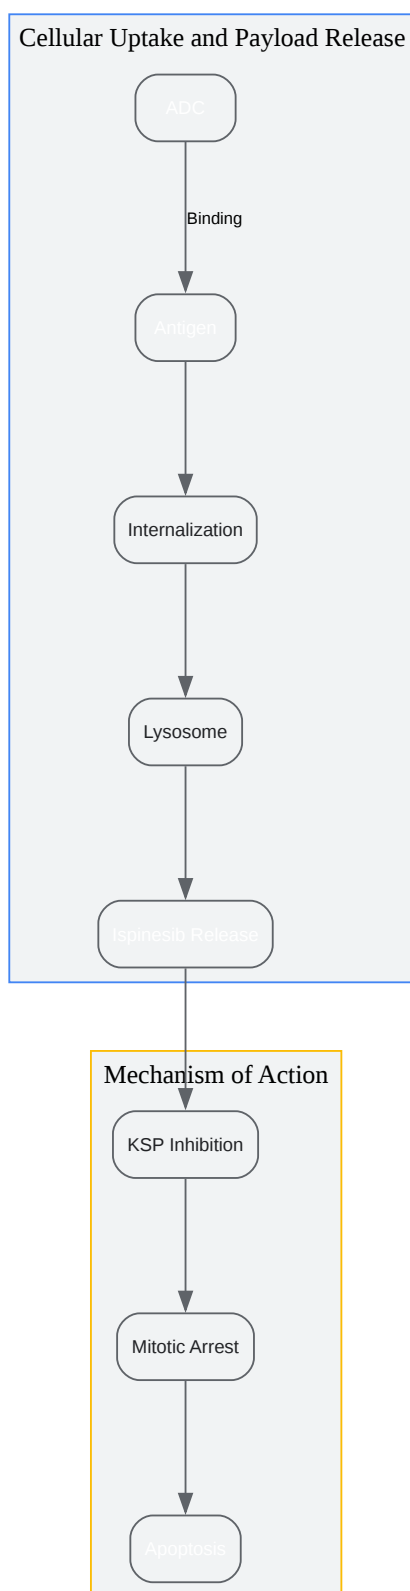 Cellular Uptake and Payload Release
ADC
Binding
Antigen
Internalization
Lysosome
Ispinesib Release
Mechanism of Action
KSP Inhibition
Mitotic Arrest
Apoptosis